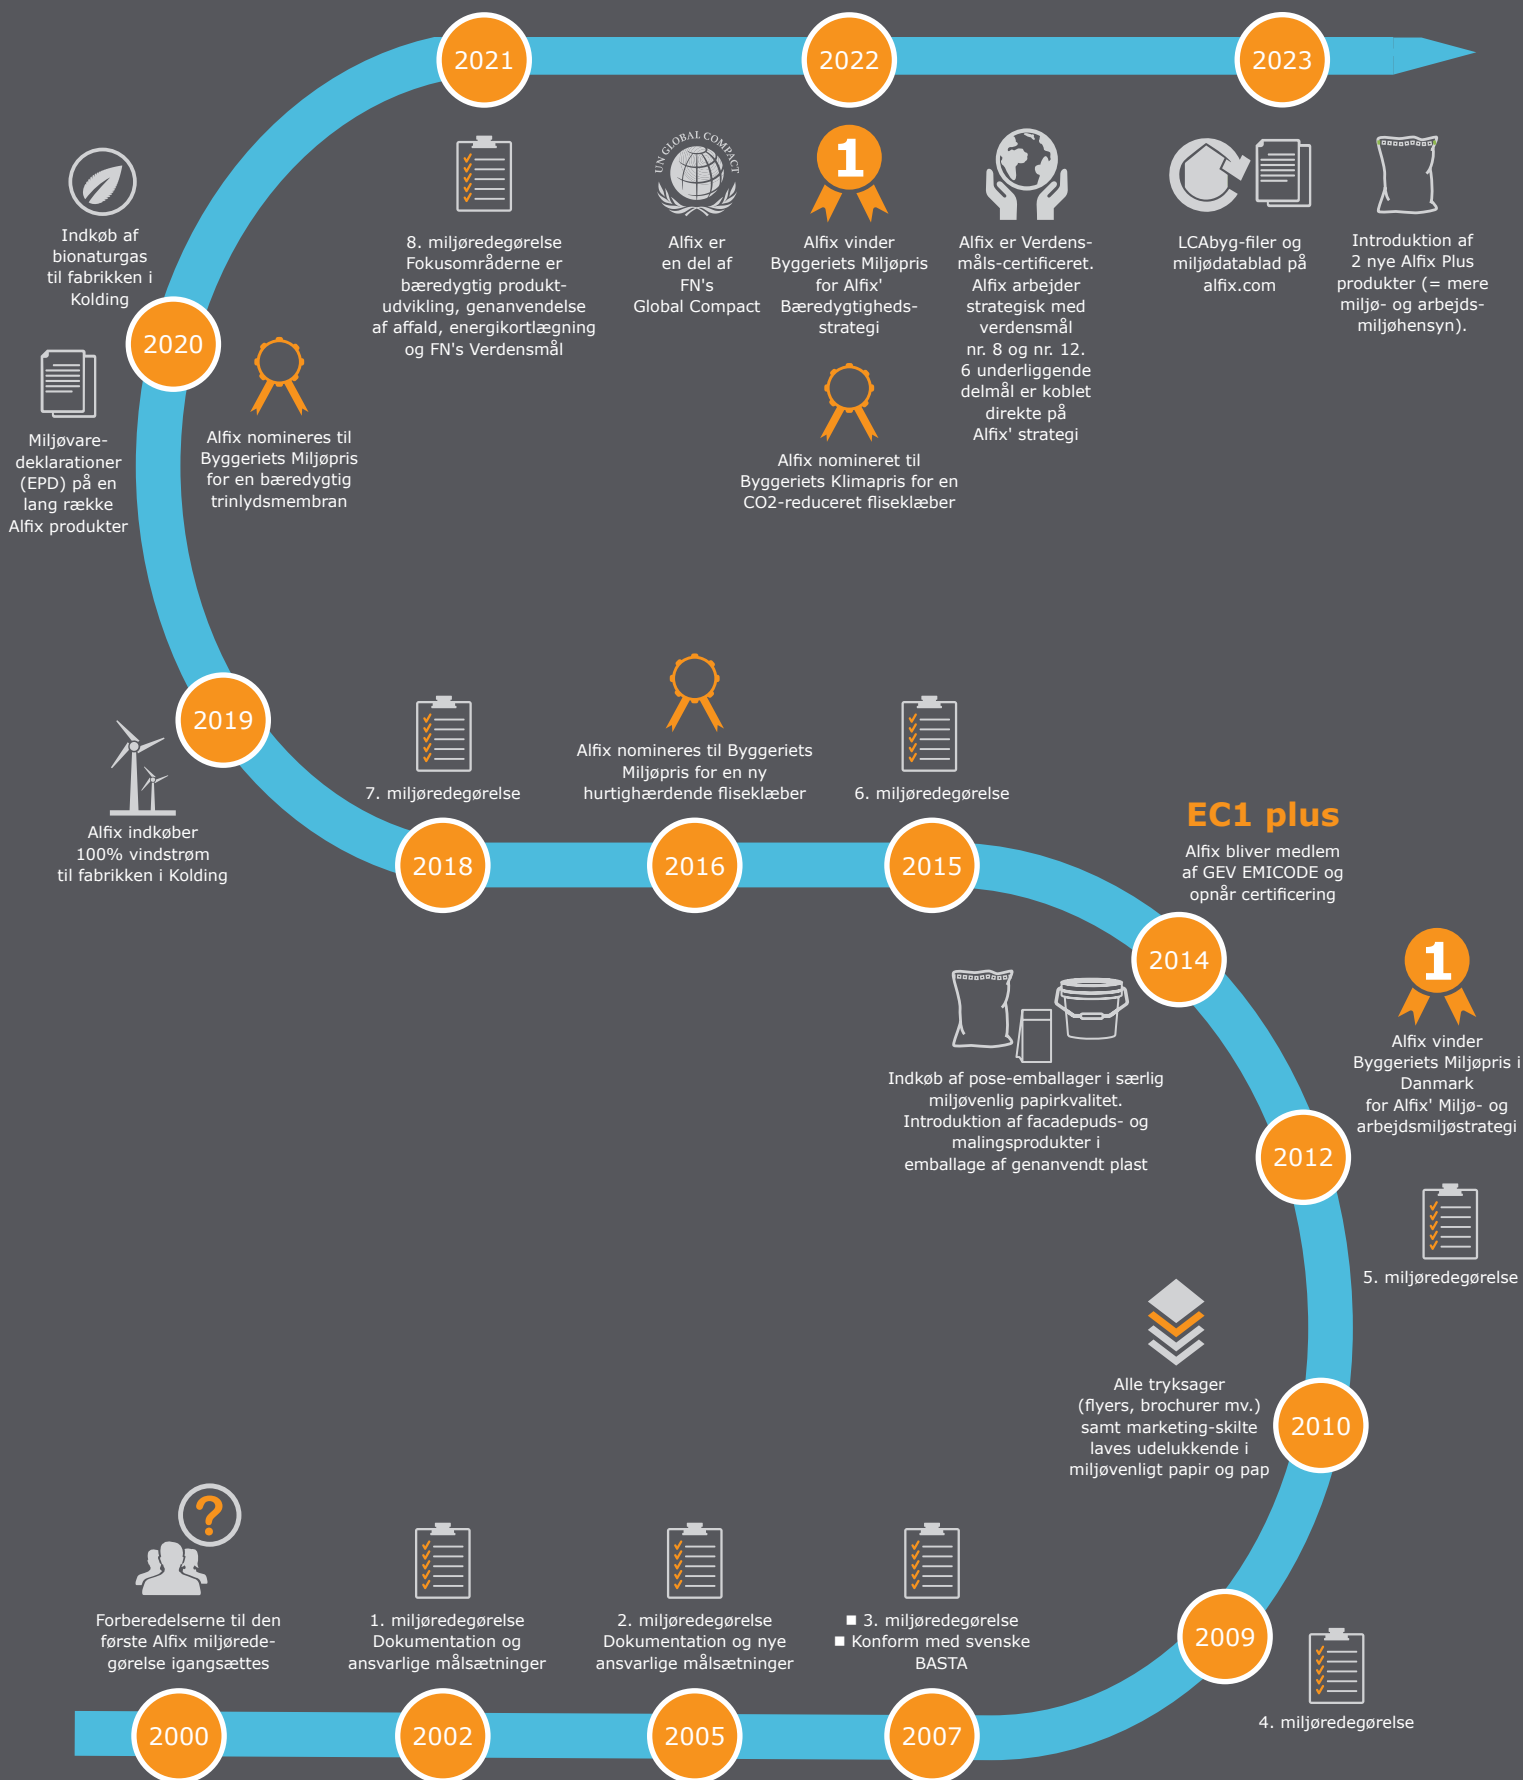 2021
2022
2023
UN GLOBAL COMPACT
1
Indkøb af
bionaturgas
til fabrikken i
Kolding
8. miljøredegørelse
Fokusområderne er
bæredygtig produkt-
udvikling, genanvendelse
af affald, energikortlægning
og FN's Verdensmål
Alfix er
en del af
FN's
Global Compact
Alfix vinder
Byggeriets Miljøpris
for Alfix'
Bæredygtigheds-
strategi
Alfix er Verdens-
måls-certificeret.
Alfix arbejder
strategisk med
verdensmål
nr. 8 og nr. 12.
6 underliggende
delmål er koblet
direkte på
Alfix' strategi
LCAbyg-filer og
miljødatablad på
alfix.com
Introduktion af
2 nye Alfix Plus
produkter (= mere
miljø- og arbejds-
miljøhensyn).
2020
Miljøvare-
deklarationer
(EPD) på en
lang række
Alfix produkter
Alfix nomineres til
Byggeriets Miljøpris
for en bæredygtig
trinlydsmembran
Alfix nomineret til
Byggeriets Klimapris for en
CO2-reduceret fliseklæber
2019
Alfix indkøber
100% vindstrøm
til fabrikken i Kolding
7. miljøredegørelse
Alfix nomineres til Byggeriets
Miljøpris for en ny
hurtighærdende fliseklæber
6. miljøredegørelse
2018
2016
2015
EC1 plus
Alfix bliver medlem
af GEV EMICODE og
opnår certificering
2014
1
Alfix vinder
Byggeriets Miljøpris i
Danmark
for Alfix' Miljø- og
arbejdsmiljøstrategi
Indkøb af pose-emballager i særlig
miljøvenlig papirkvalitet.
Introduktion af facadepuds- og
malingsprodukter i
emballage af genanvendt plast
2012
5. miljøredegørelse
Alle tryksager
(flyers, brochurer mv.)
samt marketing-skilte
laves udelukkende i
miljøvenligt papir og pap
2010
?
Forberedelserne til den
første Alfix miljørede-
gørelse igangsættes
1. miljøredegørelse
Dokumentation og
ansvarlige målsætninger
2. miljøredegørelse
Dokumentation og nye
ansvarlige målsætninger
■ 3. miljøredegørelse
■ Konform med svenske
BASTA
2009
4. miljøredegørelse
2000
2002
2005
2007